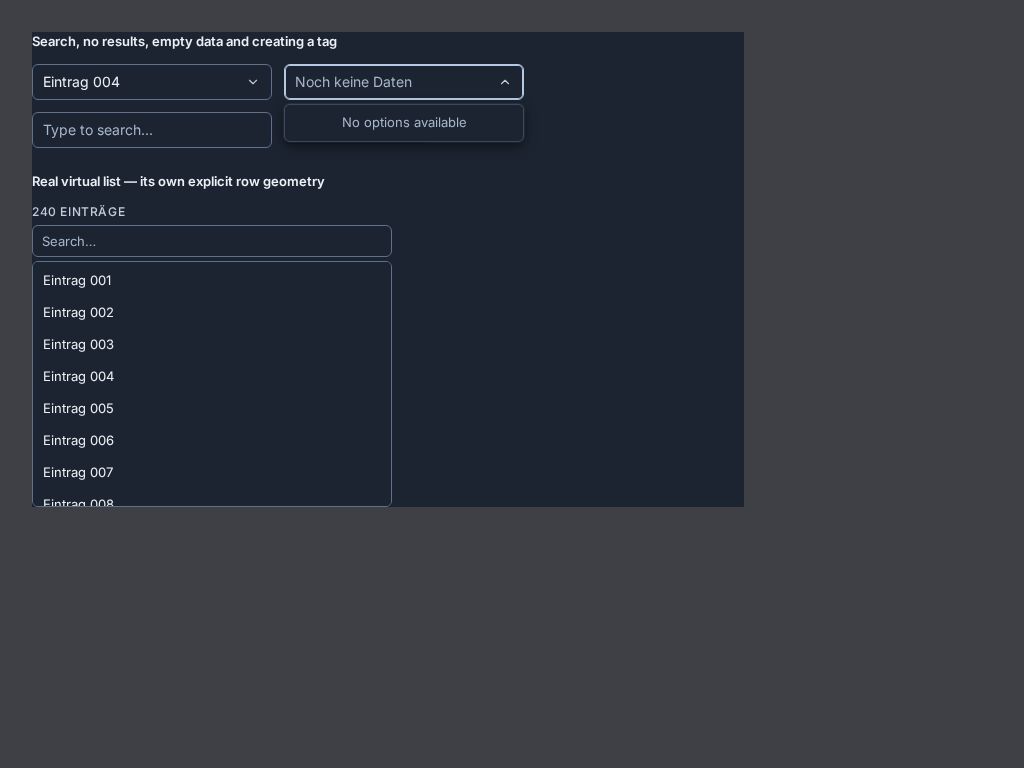 Search, no results, empty data and creating a tag
Eintrag 004
Noch keine Daten
No options available
Type to search...
Real virtual list — its own explicit row geometry
240 EINTRÄGE
Search...
Eintrag 001
Eintrag 002
Eintrag 003
Eintrag 004
Eintrag 005
Eintrag 006
Eintrag 007
Eintrag 008